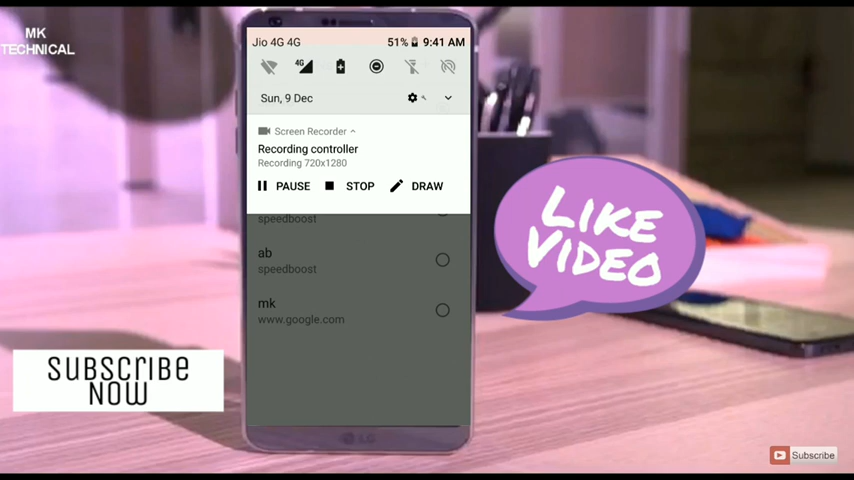 MK
TECHNICAL
Jio 4G 4G 51% 9:41 AM
4G
Sun, 9 Dec
Screen Recorder
Recording controller
Recording 720x1280
PAUSE STOP DRAW
speedboost
ab
speedboost
mk
www.google.com
LG
LIKE
VIDEO
SUBSCRIBE
NOW
Subscribe